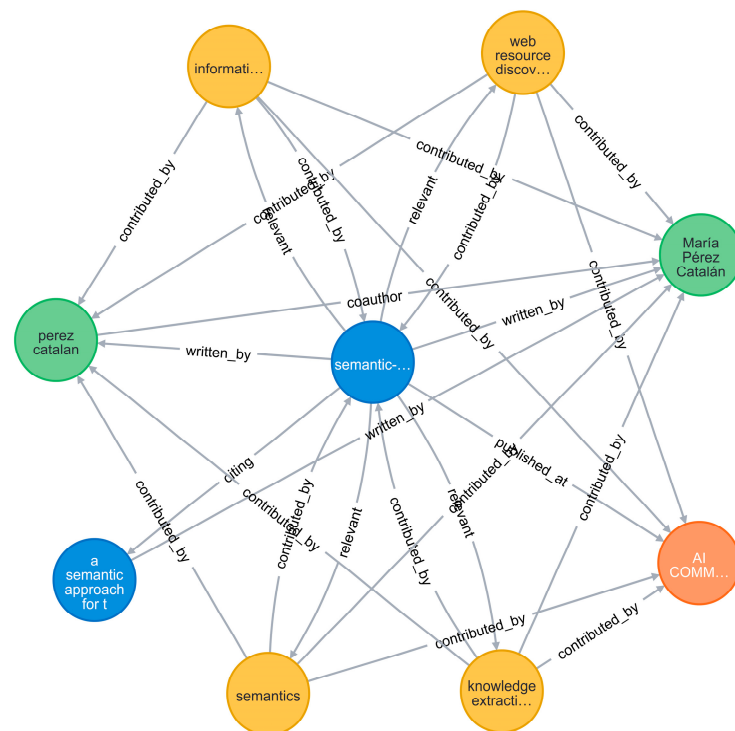 web
resource
discov…
informati…
contributed_by
contributed_by
contributed_by
contributed_by
contributed_by
relevant
relevant
contributed_by
María
Pérez
Catalán
contributed_by
contributed_by
coauthor
written_by
perez
catalan
written_by
semantic-…
written_by
published_at
citing
contributed_by
contributed_by
contributed_by
relevant
contributed_by
relevant
contributed_by
contributed_by
a
semantic
approach
for t
AI
COMM…
contributed_by
contributed_by
semantics
knowledge
extracti…